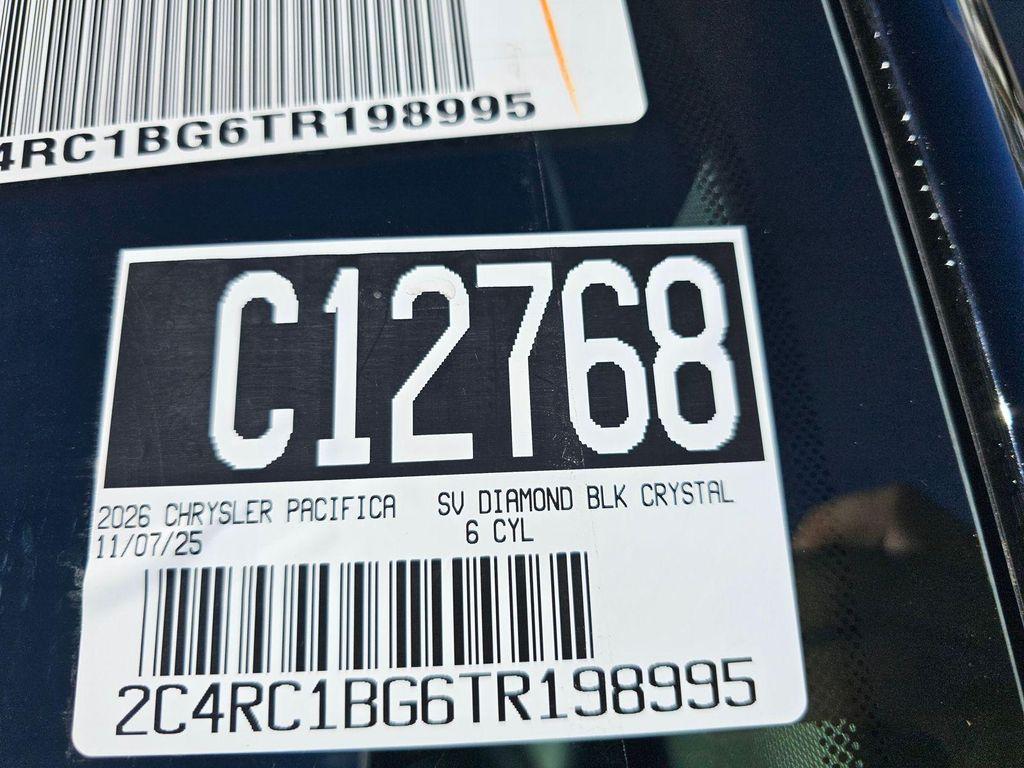 4RC1BG6TR198995
C12768
2026 CHRYSLER PACIFICA SV DIAMOND BLK CRYSTAL
11/07/25 6 CYL
2C4RC1BG6TR198995